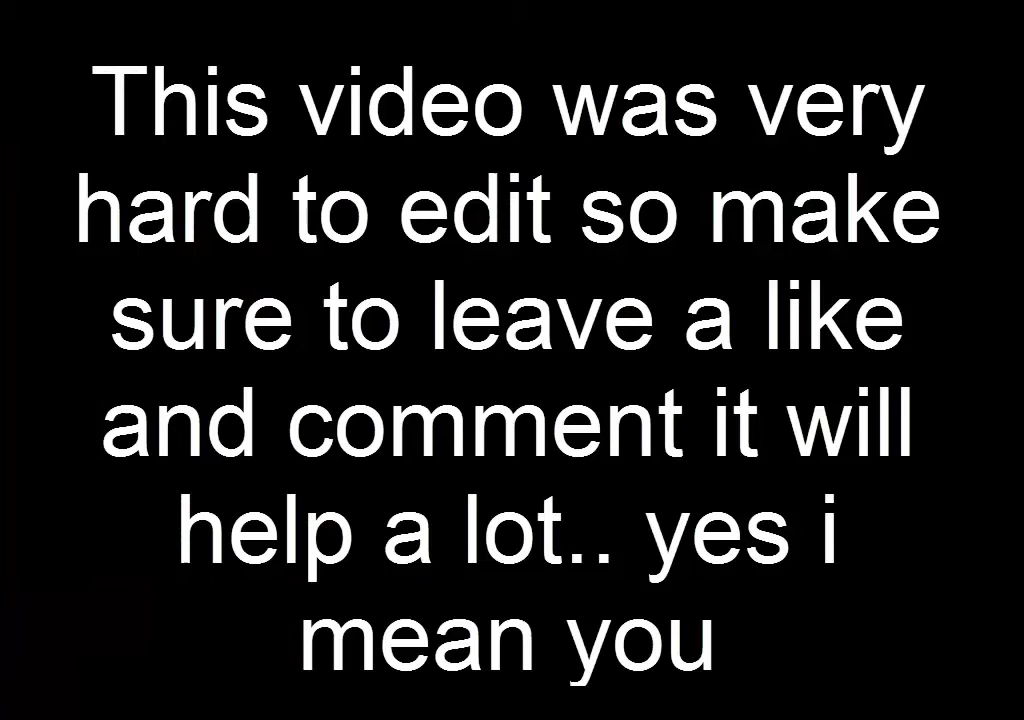 This video was very
hard to edit so make
sure to leave a like
and comment it will
help a lot.. yes i
mean you